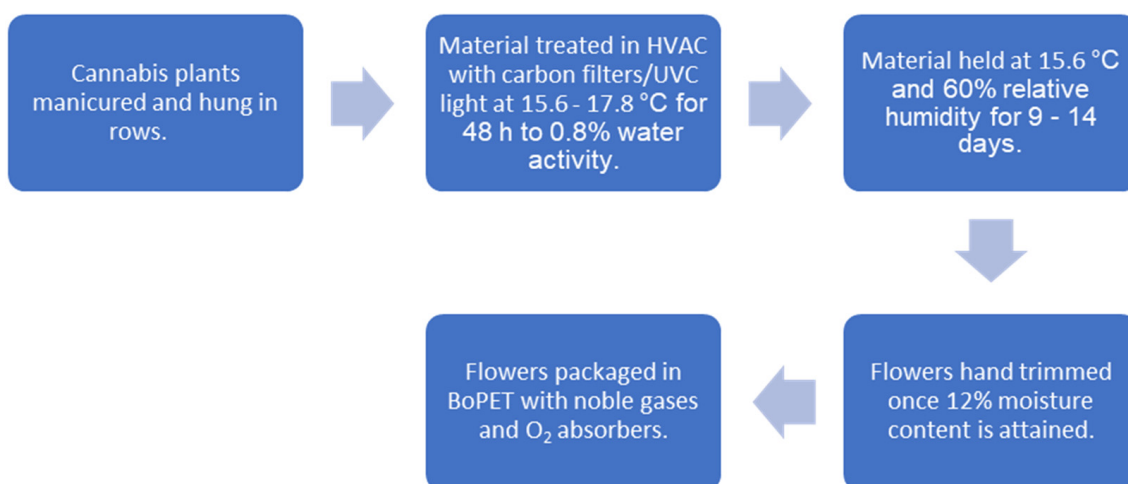 Cannabis plants
manicured and hung in
rows.
Material treated in HVAC
with carbon filters/UVC
light at 15.6 - 17.8 °C for
48 h to 0.8% water
activity.
Material held at 15.6 °C
and 60% relative
humidity for 9 - 14
days.
Flowers hand trimmed
once 12% moisture
content is attained.
Flowers packaged in
BoPET with noble gases
and O₂ absorbers.